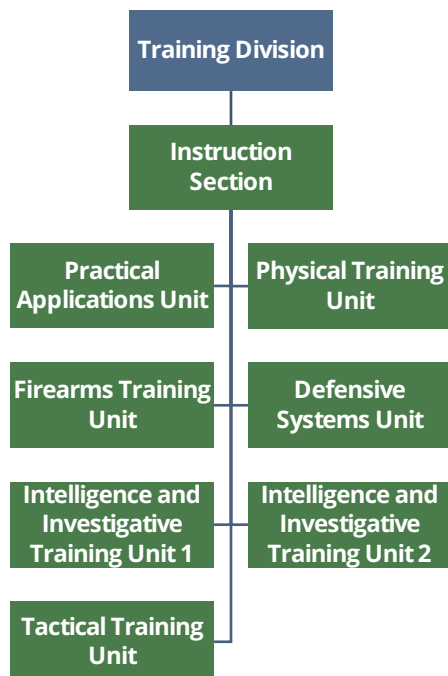 Training Division
Instruction
Section
Practical
Applications Unit
Physical Training
Unit
Firearms Training
Unit
Defensive
Systems Unit
Intelligence and
Investigative
Training Unit 1
Intelligence and
Investigative
Training Unit 2
Tactical Training
Unit